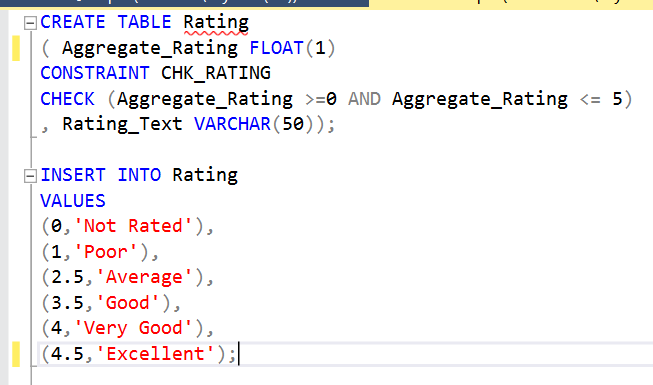 CREATE TABLE Rating
( Aggregate_Rating FLOAT(1)
CONSTRAINT CHK_RATING
CHECK (Aggregate_Rating >=0 AND Aggregate_Rating <= 5)
, Rating_Text VARCHAR(50));
INSERT INTO Rating
VALUES
(0,'Not Rated'),
(1,'Poor'),
(2.5,'Average'),
(3.5,'Good'),
(4,'Very Good'),
(4.5,'Excellent');